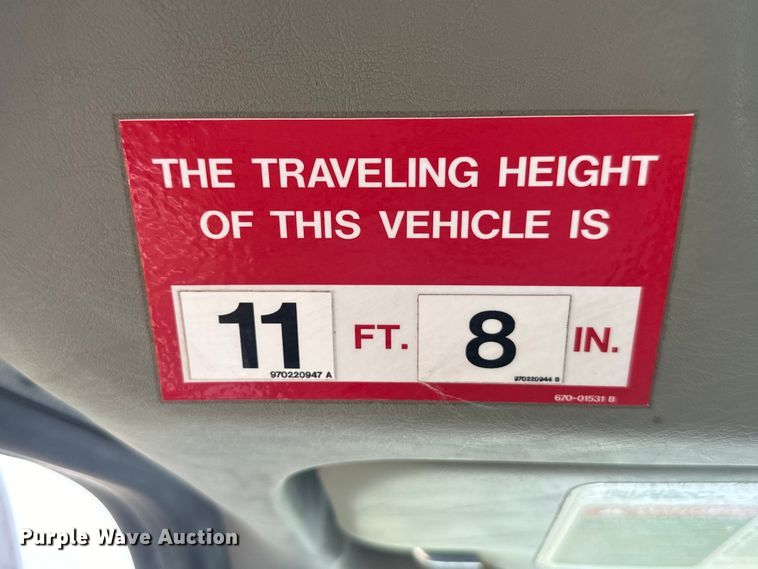 THE TRAVELING HEIGHT
OF THIS VEHICLE IS
11 FT. 8 IN.
970220947 A 970220944 B
670-01531 B
Purple Wave Auction